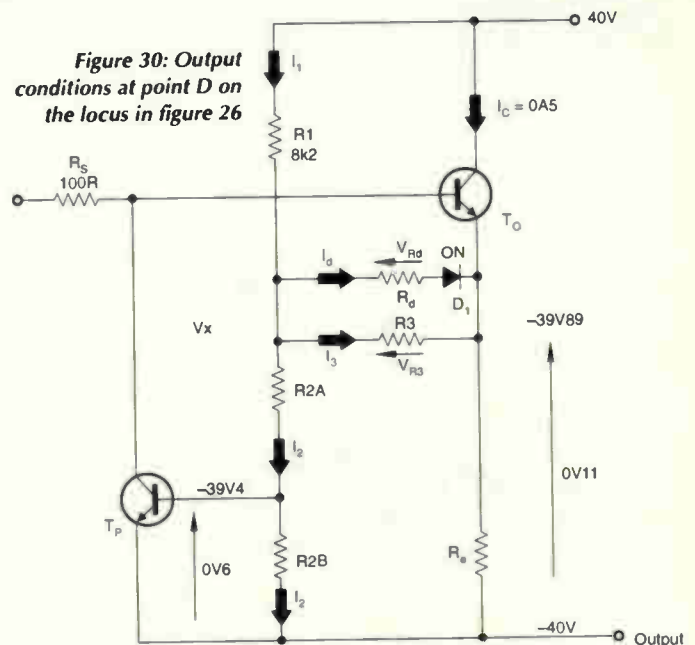 40V
Figure 30: Output
conditions at point D on
the locus in figure 26
I1
IC = 0A5
R1
8k2
RS
100R
TO
VRd
ON
Id
Rd
D1
Vx
R3
–39V89
I3
VR3
R2A
I2
0V11
–39V4
TP
R2B
Re
0V6
I2
–40V
Output